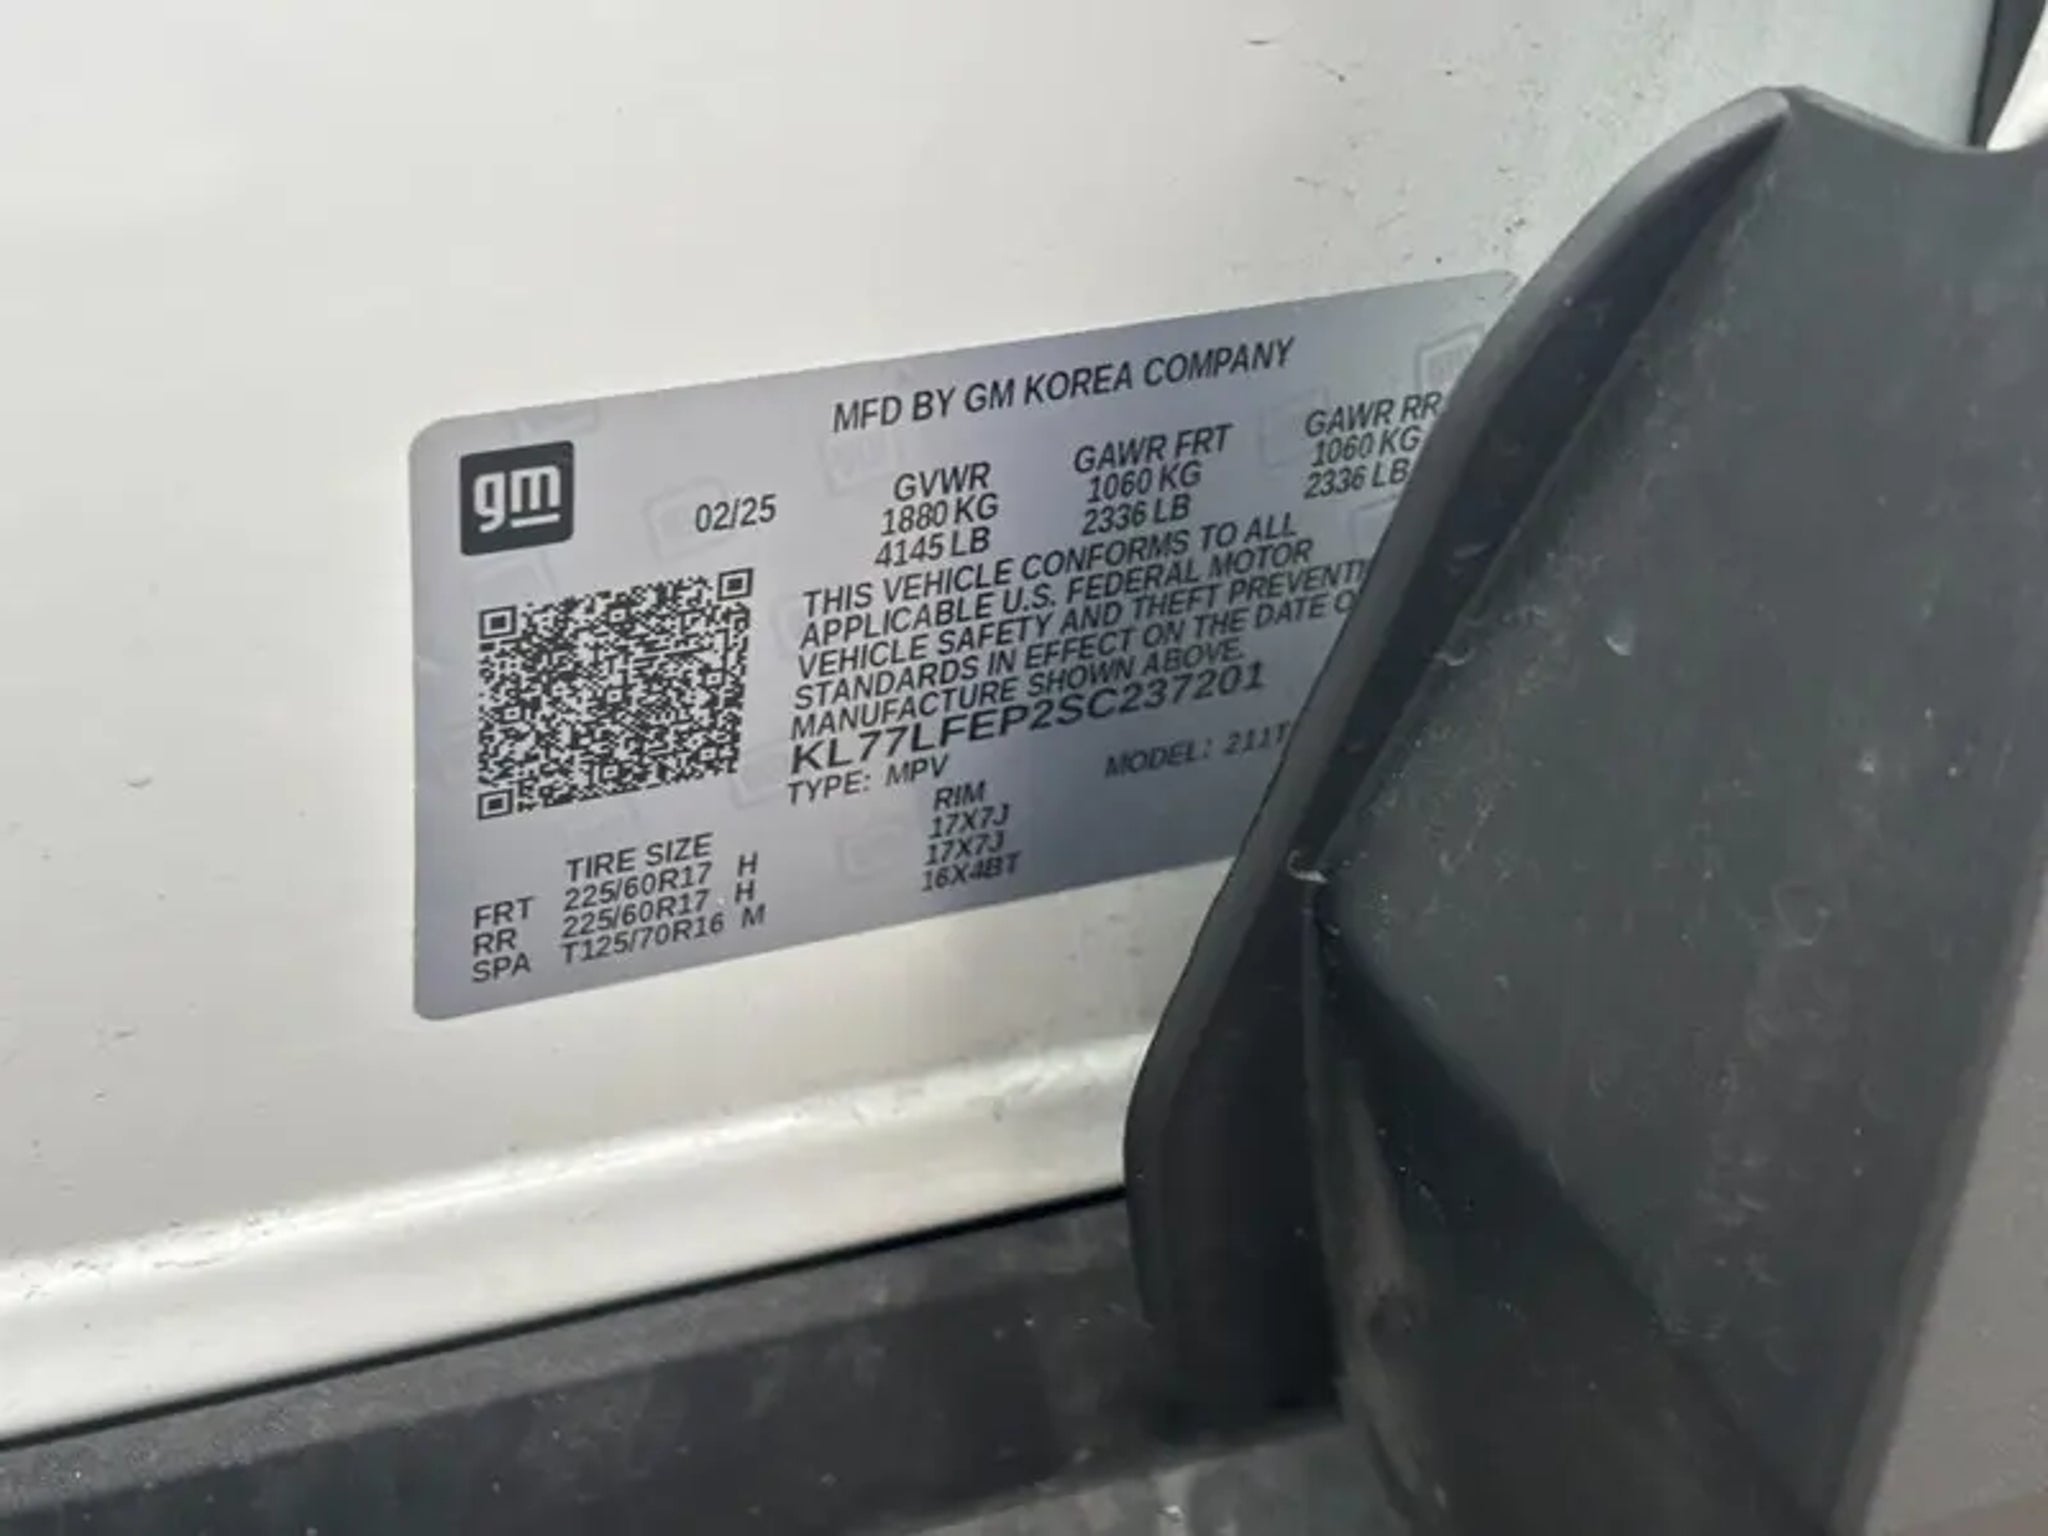 MFD BY GM KOREA COMPANY
gm
02/25
GVWR GAWR FRT GAWR RR
1880 KG 1060 KG 1060 KG
4145 LB 2336 LB 2336 LB
THIS VEHICLE CONFORMS TO ALL
APPLICABLE U.S. FEDERAL MOTOR
VEHICLE SAFETY AND THEFT PREVENTI
STANDARDS IN EFFECT ON THE DATE O
MANUFACTURE SHOWN ABOVE.
KL77LFEP2SC237201
TYPE: MPV MODEL: 211T
TIRE SIZE RIM
FRT 225/60R17 H 17X7J
RR 225/60R17 H 17X7J
SPA T125/70R16 M 16X4BT